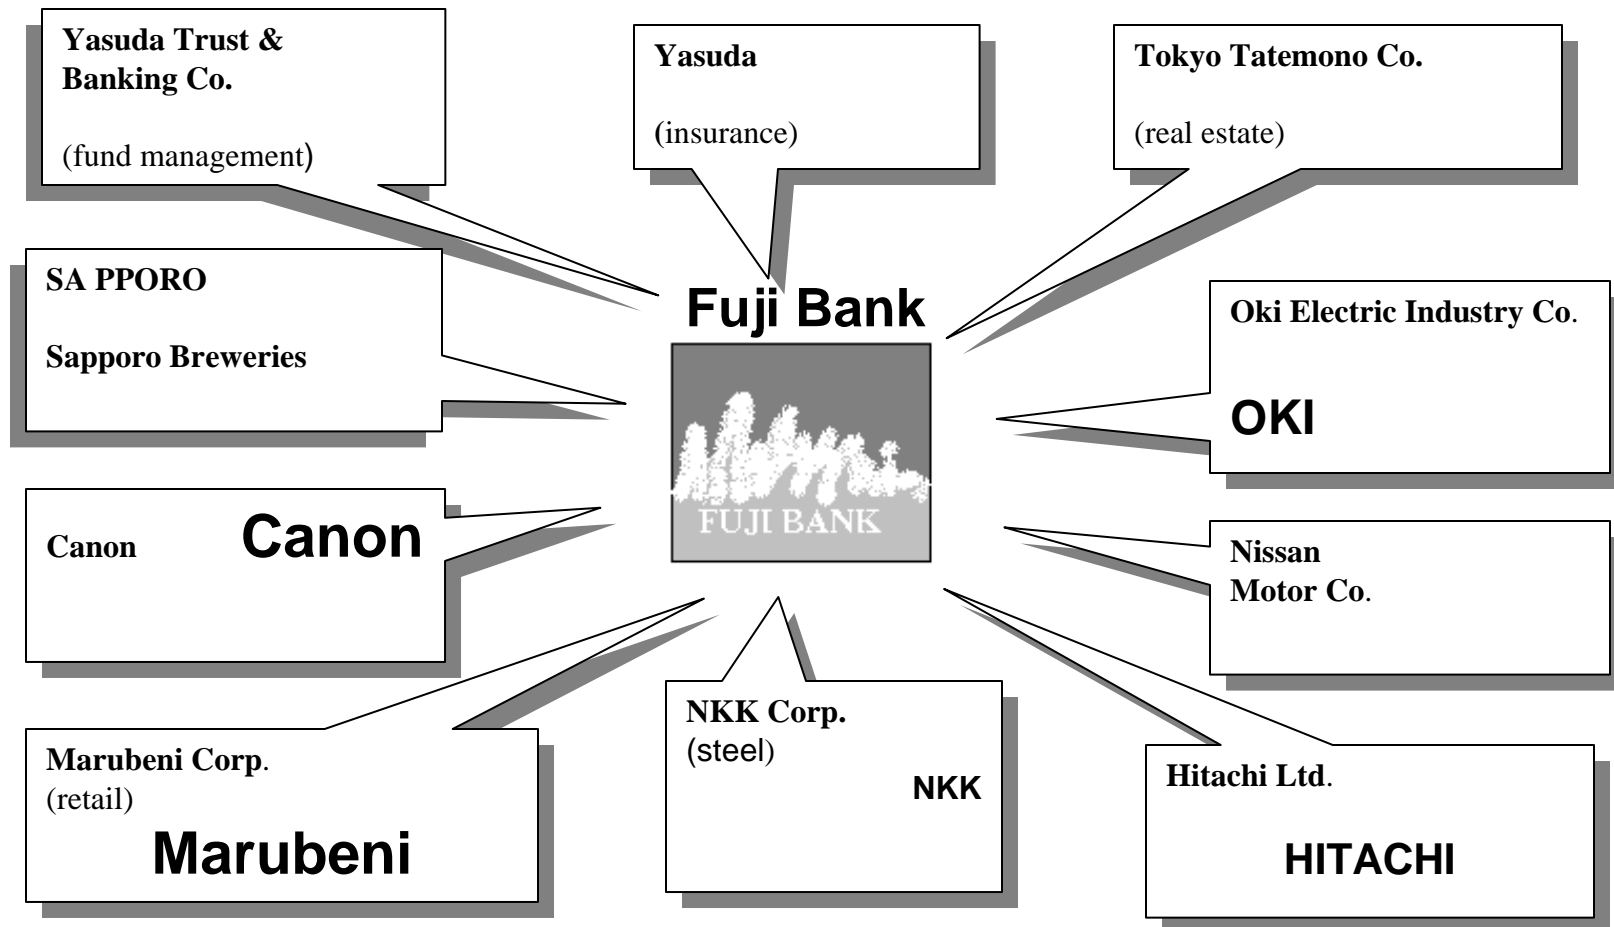 Yasuda Trust &
Banking Co.
(fund management)
Yasuda
(insurance)
Tokyo Tatemono Co.
(real estate)
SA PPORO
Sapporo Breweries
Fuji Bank
FUJI BANK
Oki Electric Industry Co.
OKI
Canon
Canon
Nissan
Motor Co.
Marubeni Corp.
(retail)
Marubeni
NKK Corp.
(steel)
NKK
Hitachi Ltd.
HITACHI